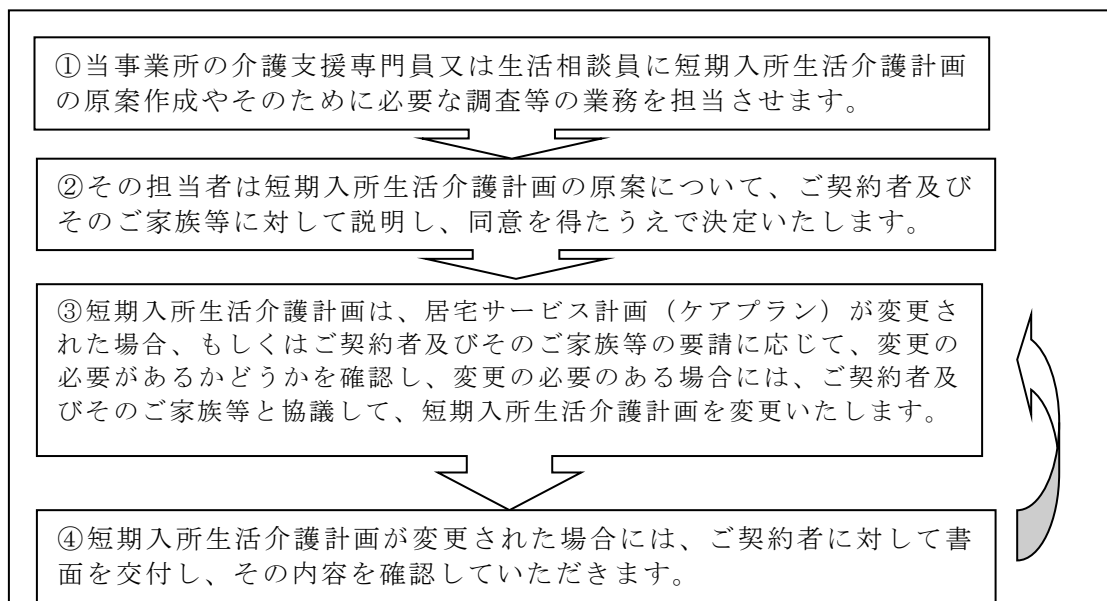 ①当事業所の介護支援専門員又は生活相談員に短期入所生活介護計画
の原案作成やそのために必要な調査等の業務を担当させます。
②その担当者は短期入所生活介護計画の原案について、ご契約者及び
そのご家族等に対して説明し、同意を得たうえで決定いたします。
③短期入所生活介護計画は、居宅サービス計画（ケアプラン）が変更さ
れた場合、もしくはご契約者及びそのご家族等の要請に応じて、変更の
必要があるかどうかを確認し、変更の必要のある場合には、ご契約者及
びそのご家族等と協議して、短期入所生活介護計画を変更いたします。
④短期入所生活介護計画が変更された場合には、ご契約者に対して書
面を交付し、その内容を確認していただきます。